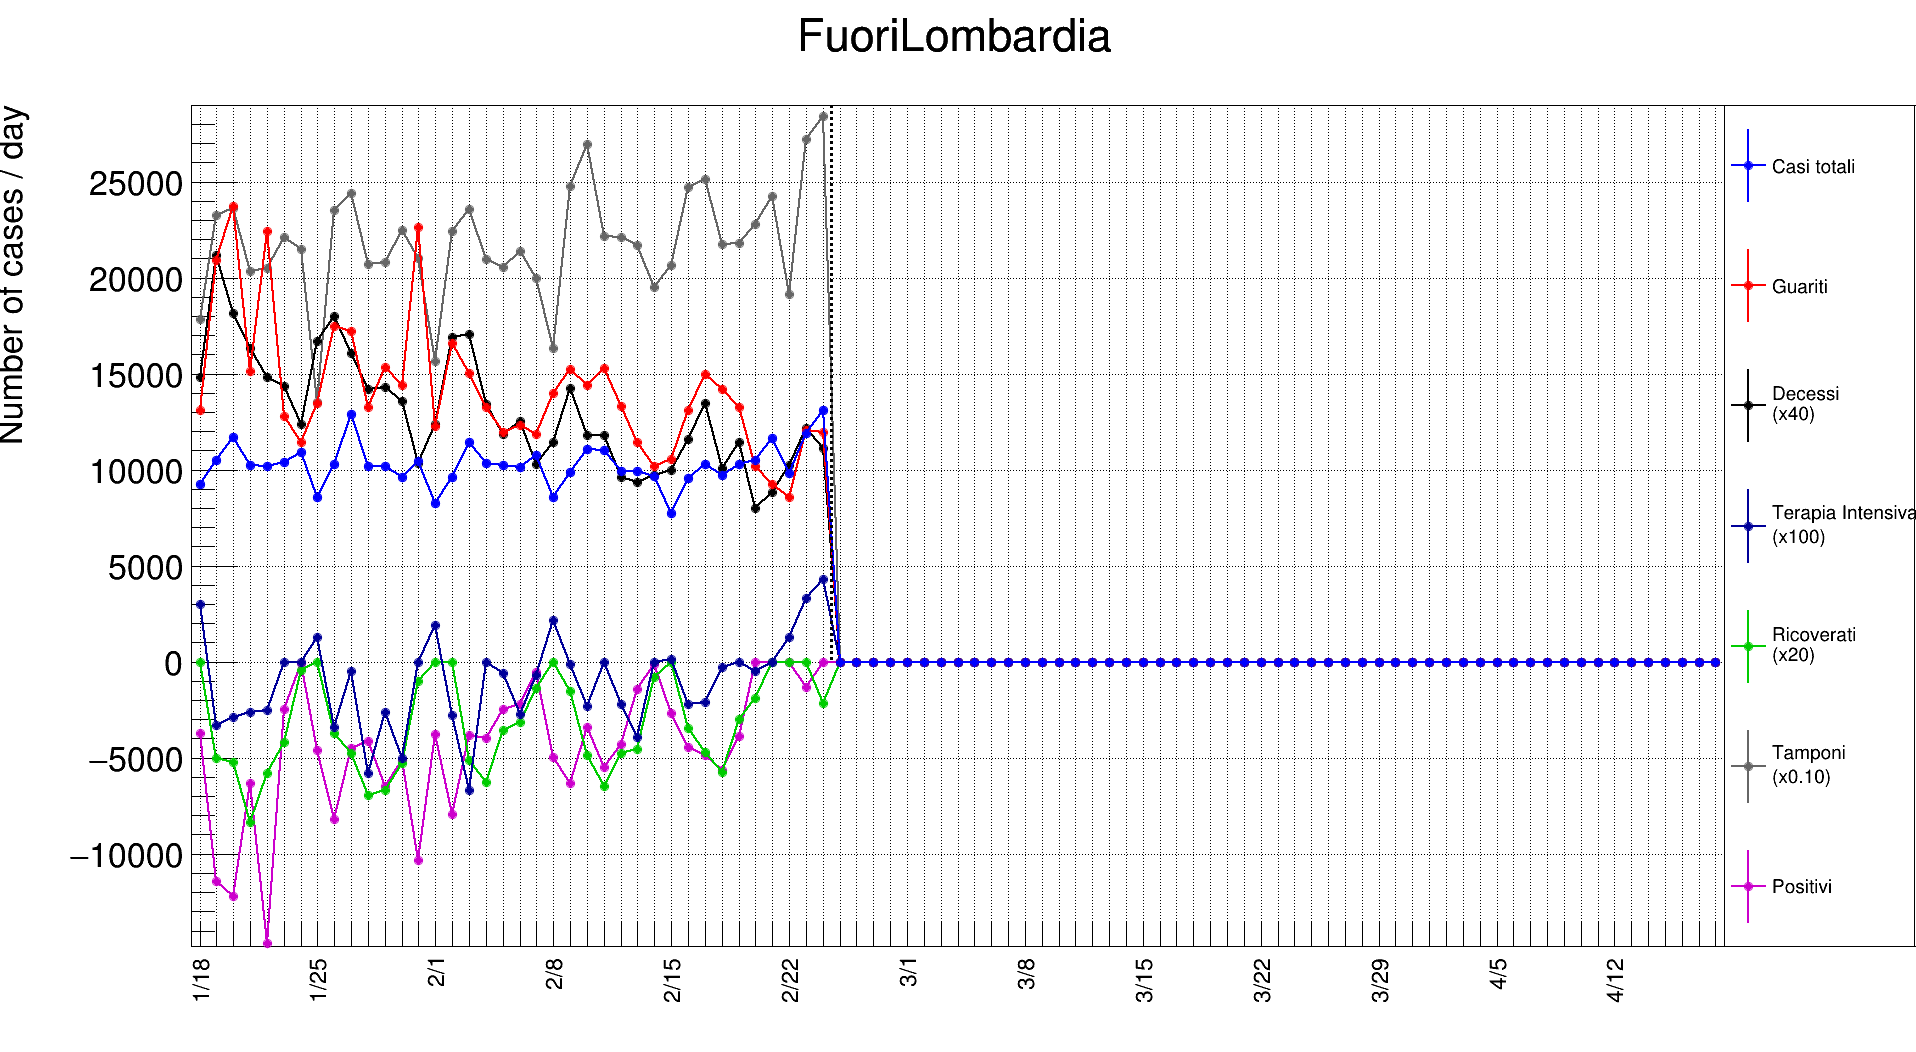 FuoriLombardia
Number of cases / day
25000
20000
15000
10000
5000
0
−5000
−10000
1/18
1/25
2/1
2/8
2/15
2/22
3/1
3/8
3/15
3/22
3/29
4/5
4/12
Casi totali
Guariti
Decessi
(x40)
Terapia Intensiva
(x100)
Ricoverati
(x20)
Tamponi
(x0.10)
Positivi